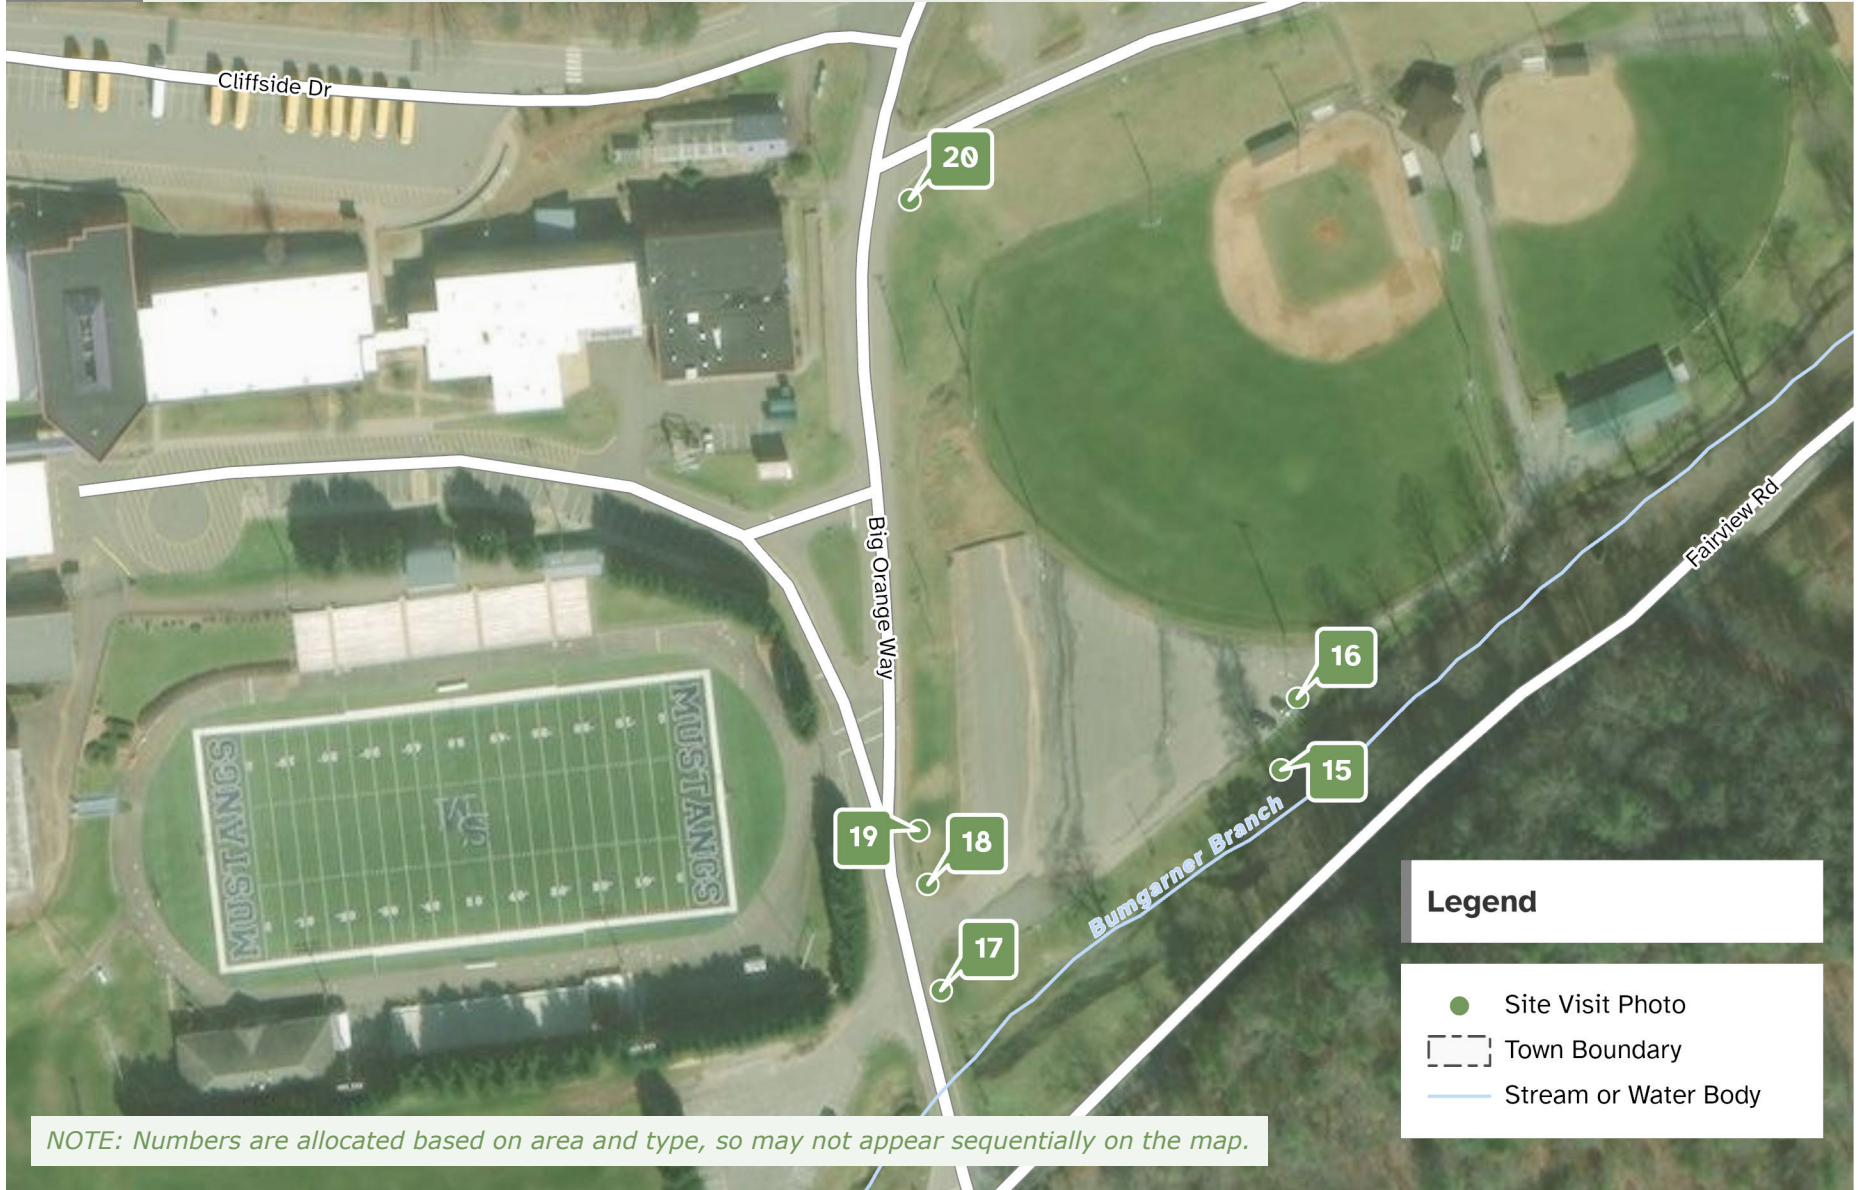 Cliffside Dr
20
Big Orange Way
Fairview Rd
16
15
19
18
17
Bumgarner Branch
MUSTANGS
MUSTANGS
Legend
Site Visit Photo
Town Boundary
Stream or Water Body
NOTE: Numbers are allocated based on area and type, so may not appear sequentially on the map.